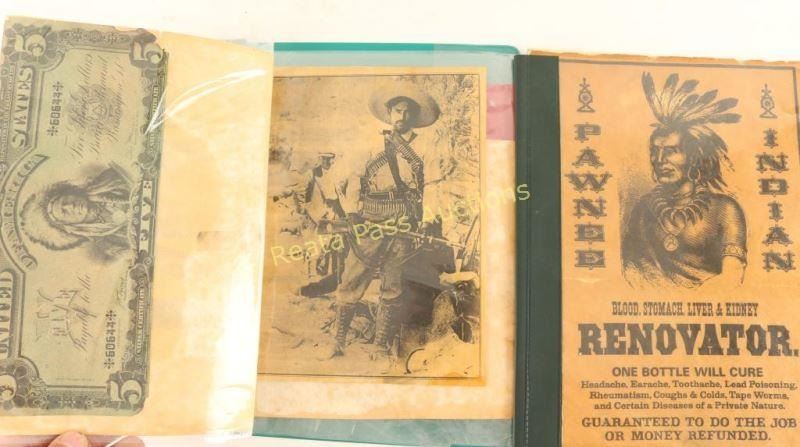 5
5
UNITED
STATES
*60644*
FIVE
*60644*
5
5
Reata Pass Auctions
PAWNEE
INDIAN
BLOOD, STOMACH, LIVER & KIDNEY
RENOVATOR.
ONE BOTTLE WILL CURE
Headache, Earache, Toothache, Lead Poisoning,
Rheumatism, Coughs & Colds, Tape Worms,
and Certain Diseases of a Private Nature.
GUARANTEED TO DO THE JOB
OR MONEY REFUNDED.